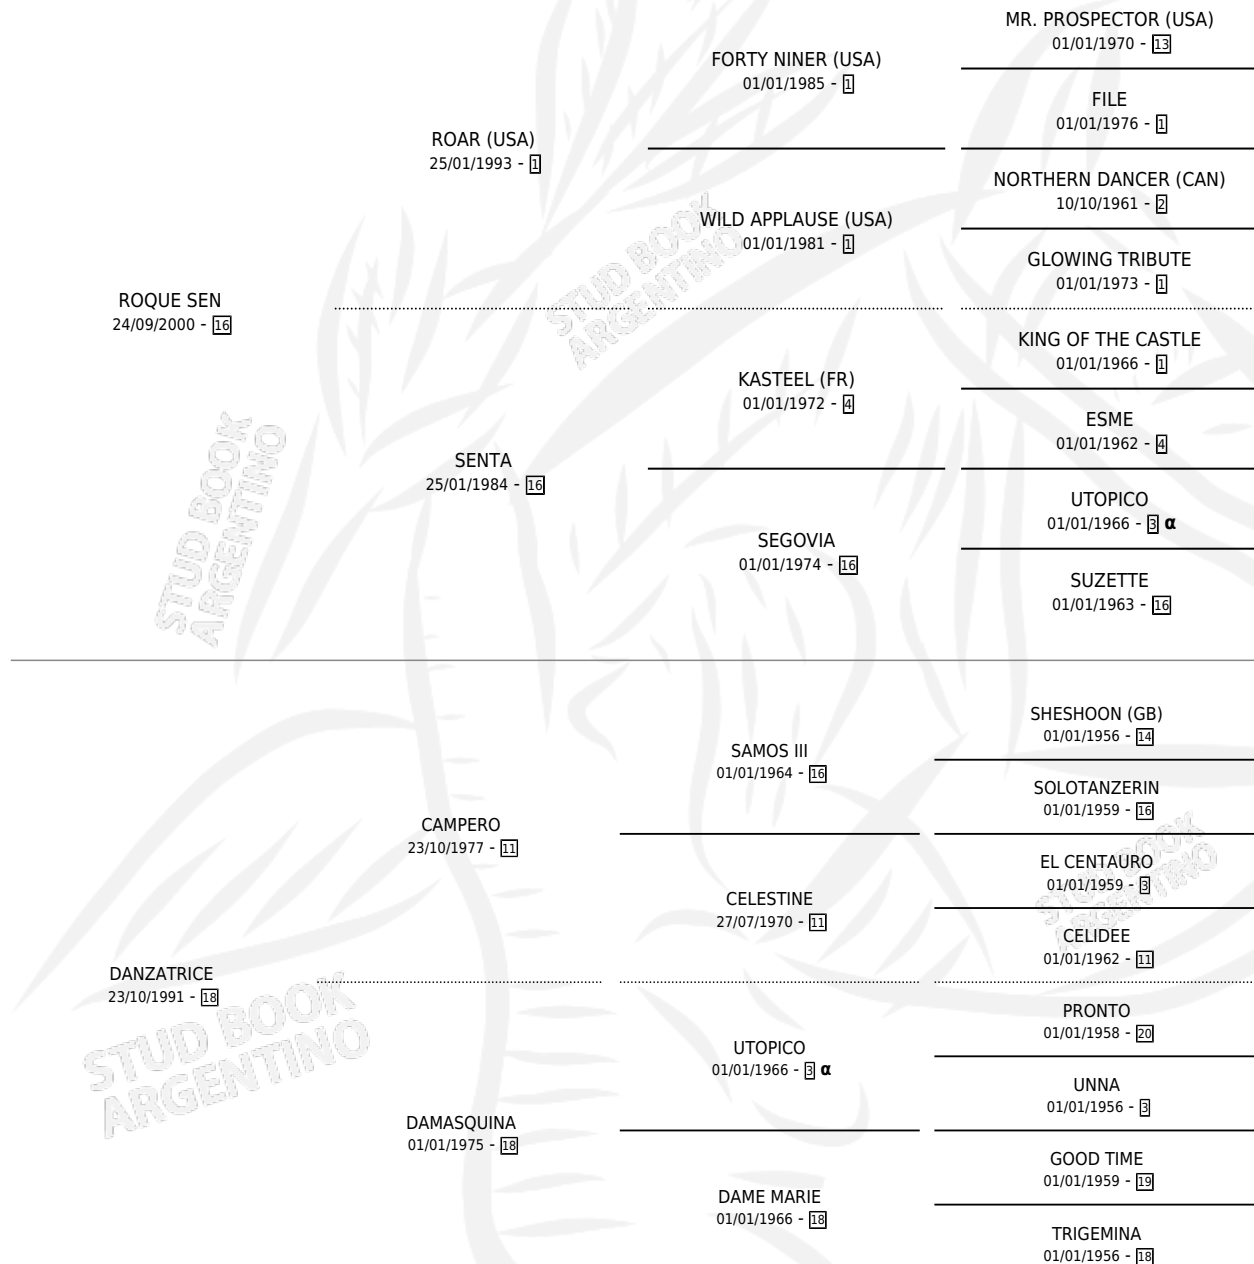 MR. PROSPECTOR (USA)
01/01/1970 - 13
FORTY NINER (USA)
01/01/1985 - 1
FILE
01/01/1976 - 1
ROAR (USA)
25/01/1993 - 1
NORTHERN DANCER (CAN)
10/10/1961 - 2
WILD APPLAUSE (USA)
01/01/1981 - 1
GLOWING TRIBUTE
01/01/1973 - 1
ROQUE SEN
24/09/2000 - 16
STUD BOOK
ARGENTINO
KING OF THE CASTLE
01/01/1966 - 1
KASTEEL (FR)
01/01/1972 - 4
ESME
01/01/1962 - 4
SENTA
25/01/1984 - 16
UTOPICO
01/01/1966 - 3 α
SEGOVIA
01/01/1974 - 16
SUZETTE
01/01/1963 - 16
STUD BOOK
ARGENTINO
SHESHOON (GB)
01/01/1956 - 14
SAMOS III
01/01/1964 - 16
SOLOTANZERIN
01/01/1959 - 16
CAMPERO
23/10/1977 - 11
EL CENTAURO
01/01/1959 - 3
STUD BOOK
ARGENTINO
CELESTINE
27/07/1970 - 11
CELIDEE
01/01/1962 - 11
DANZATRICE
23/10/1991 - 18
STUD BOOK
ARGENTINO
PRONTO
01/01/1958 - 20
UTOPICO
01/01/1966 - 3 α
UNNA
01/01/1956 - 3
DAMASQUINA
01/01/1975 - 18
GOOD TIME
01/01/1959 - 19
DAME MARIE
01/01/1966 - 18
TRIGEMINA
01/01/1956 - 18